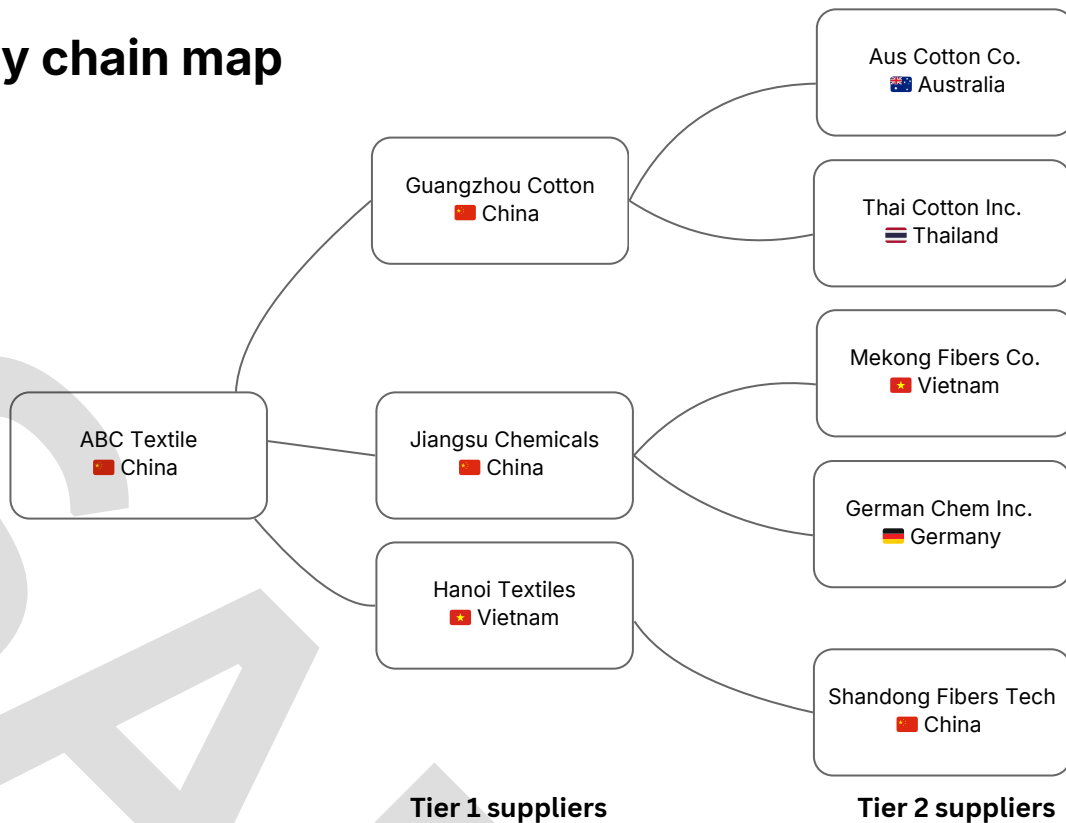 y chain map
Aus Cotton Co.
Australia
Guangzhou Cotton
China
Thai Cotton Inc.
Thailand
Mekong Fibers Co.
Vietnam
ABC Textile
China
Jiangsu Chemicals
China
German Chem Inc.
Germany
Hanoi Textiles
Vietnam
Shandong Fibers Tech
China
Tier 1 suppliers
Tier 2 suppliers